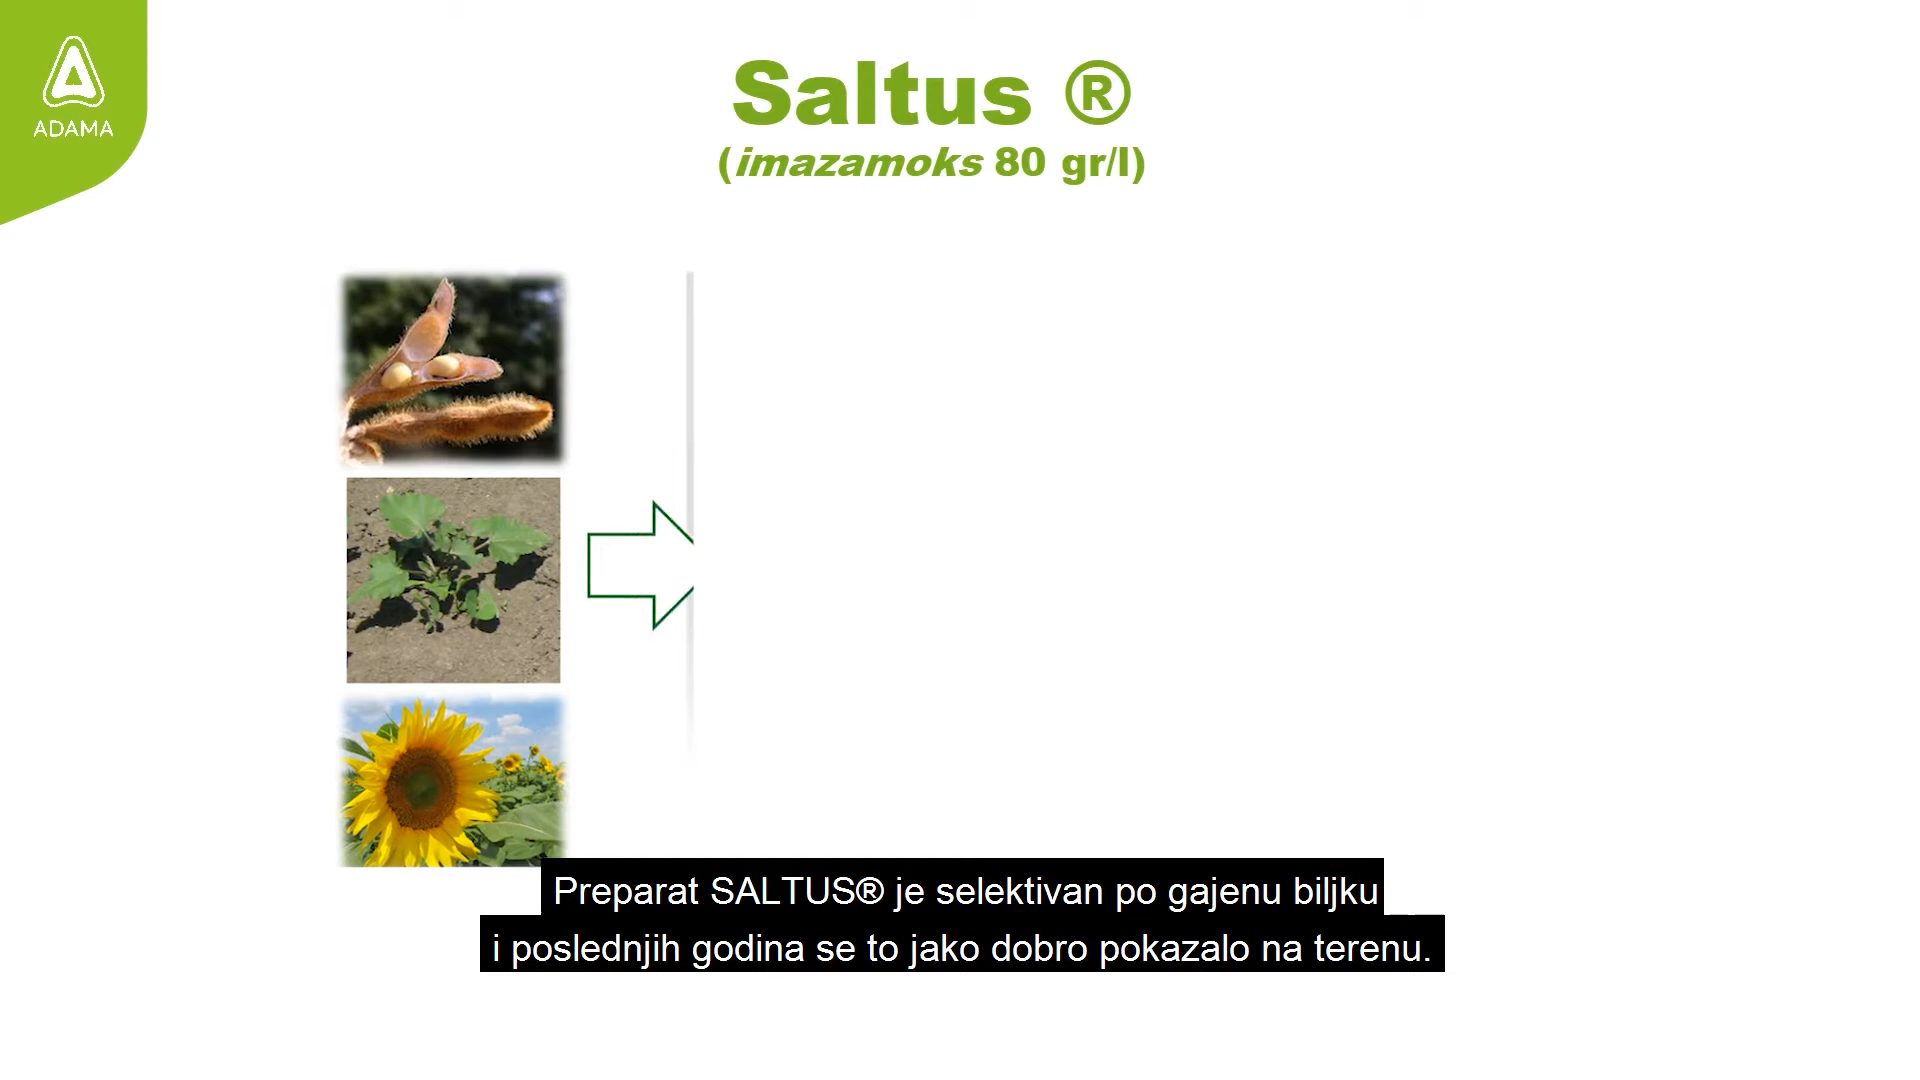 ADAMA
Saltus ®
(imazamoks 80 gr/l)
Preparat SALTUS® je selektivan po gajenu biljku
i poslednjih godina se to jako dobro pokazalo na terenu.